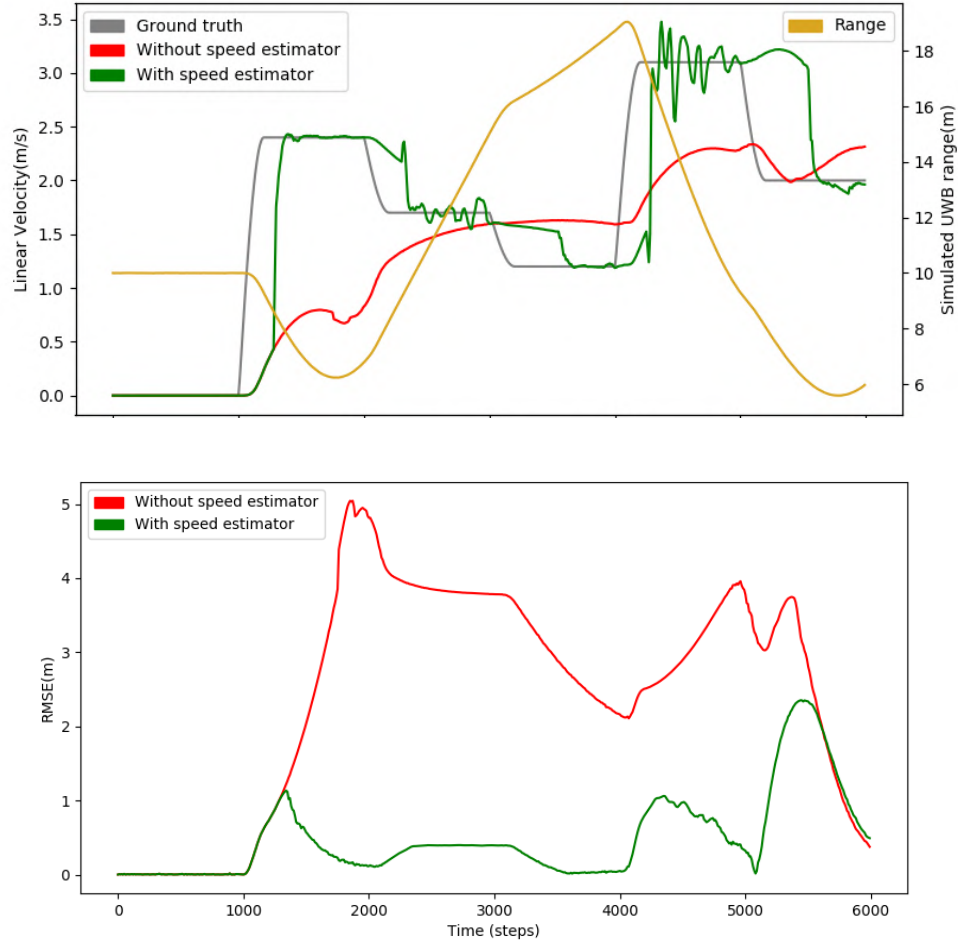 Ground truth
Without speed estimator
With speed estimator
Range
3.5
3.0
2.5
2.0
1.5
1.0
0.5
0.0
Linear Velocity(m/s)
18
16
14
12
10
8
6
Simulated UWB range(m)
Without speed estimator
With speed estimator
5
4
3
2
1
0
RMSE(m)
0 1000 2000 3000 4000 5000 6000
Time (steps)